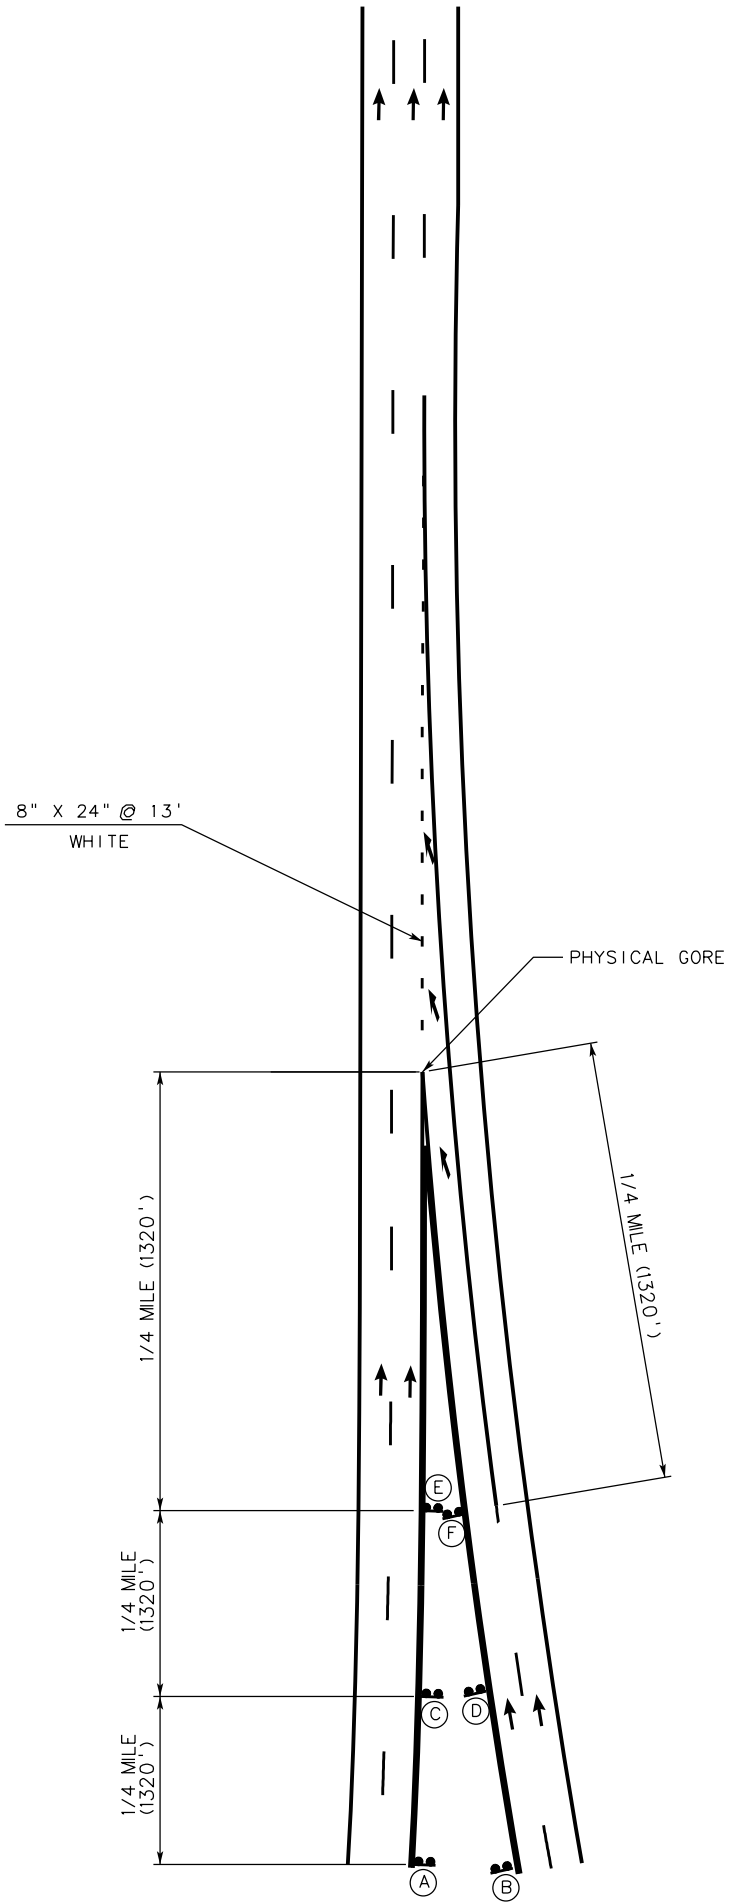 8" X 24" @ 13'
WHITE
PHYSICAL GORE
1/4 MILE (1320')
1/4 MILE (1320')
E
F
1/4 MILE
(1320')
C
D
1/4 MILE
(1320')
A
B